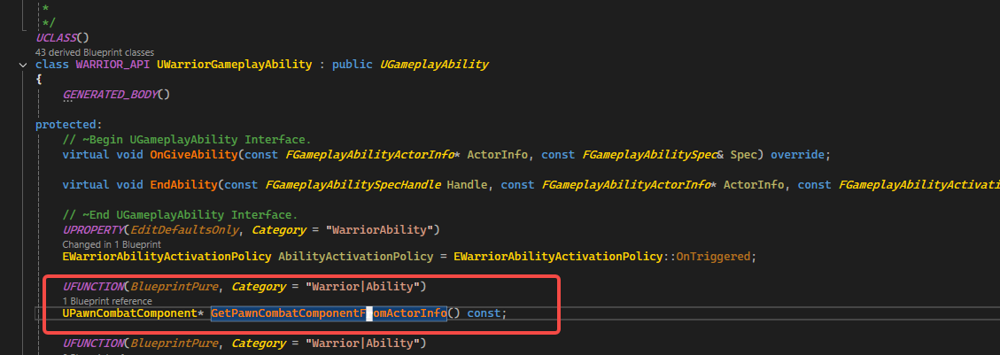 *
*/
UCLASS()
43 derived Blueprint classes
class WARRIOR_API UWarriorGameplayAbility : public UGameplayAbility
{
GENERATED_BODY()
protected:
// ~Begin UGameplayAbility Interface.
virtual void OnGiveAbility(const FGameplayAbilityActorInfo* ActorInfo, const FGameplayAbilitySpec& Spec) override;
virtual void EndAbility(const FGameplayAbilitySpecHandle Handle, const FGameplayAbilityActorInfo* ActorInfo, const FGameplayAbilityActivati
// ~End UGameplayAbility Interface.
UPROPERTY(EditDefaultsOnly, Category = "WarriorAbility")
Changed in 1 Blueprint
EWarriorAbilityActivationPolicy AbilityActivationPolicy = EWarriorAbilityActivationPolicy::OnTriggered;
UFUNCTION(BlueprintPure, Category = "Warrior|Ability")
1 Blueprint reference
UPawnCombatComponent* GetPawnCombatComponentFromActorInfo() const;
UFUNCTION(BlueprintPure, Category = "Warrior|Ability")